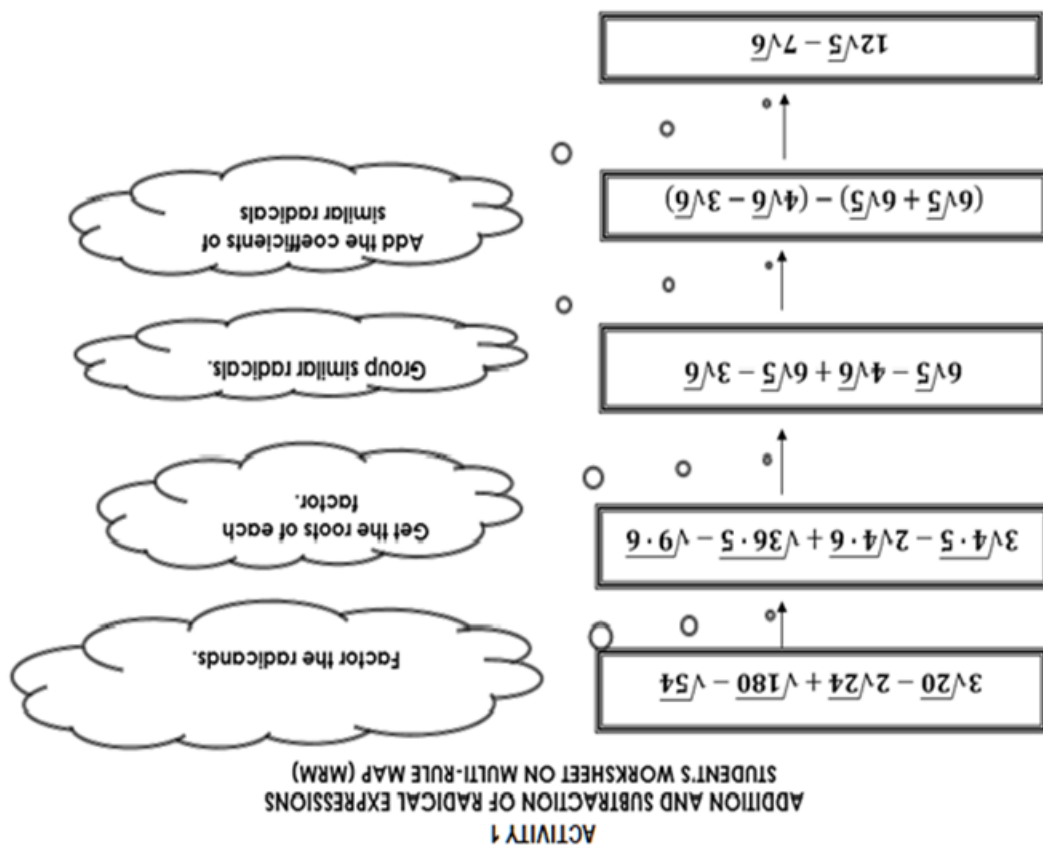 ACTIVITY 1
ADDITION AND SUBTRACTION OF RADICAL EXPRESSIONS
STUDENT'S WORKSHEET ON MULTI-RULE MAP (MRM)
3√20 − 2√24 + √180 − √54
Factor the radicands.
3√4 · 5 − 2√4 · 6 + √36 · 5 − √9 · 6
Get the roots of each
factor.
6√5 − 4√6 + 6√5 − 3√6
Group similar radicals.
(6√5 + 6√5) − (4√6 − 3√6)
Add the coefficients of
similar radicals
12√5 − 7√6